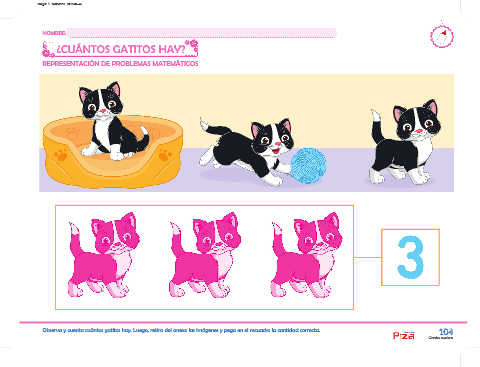 NOMBRE:
¿CUÁNTOS GATITOS HAY?
REPRESENTACIÓN DE PROBLEMAS MATEMÁTICOS
3
Observa y cuenta cuántos gatitos hay. Luego, retira del anexo las imágenes y pega en el recuadro la cantidad correcta.
104